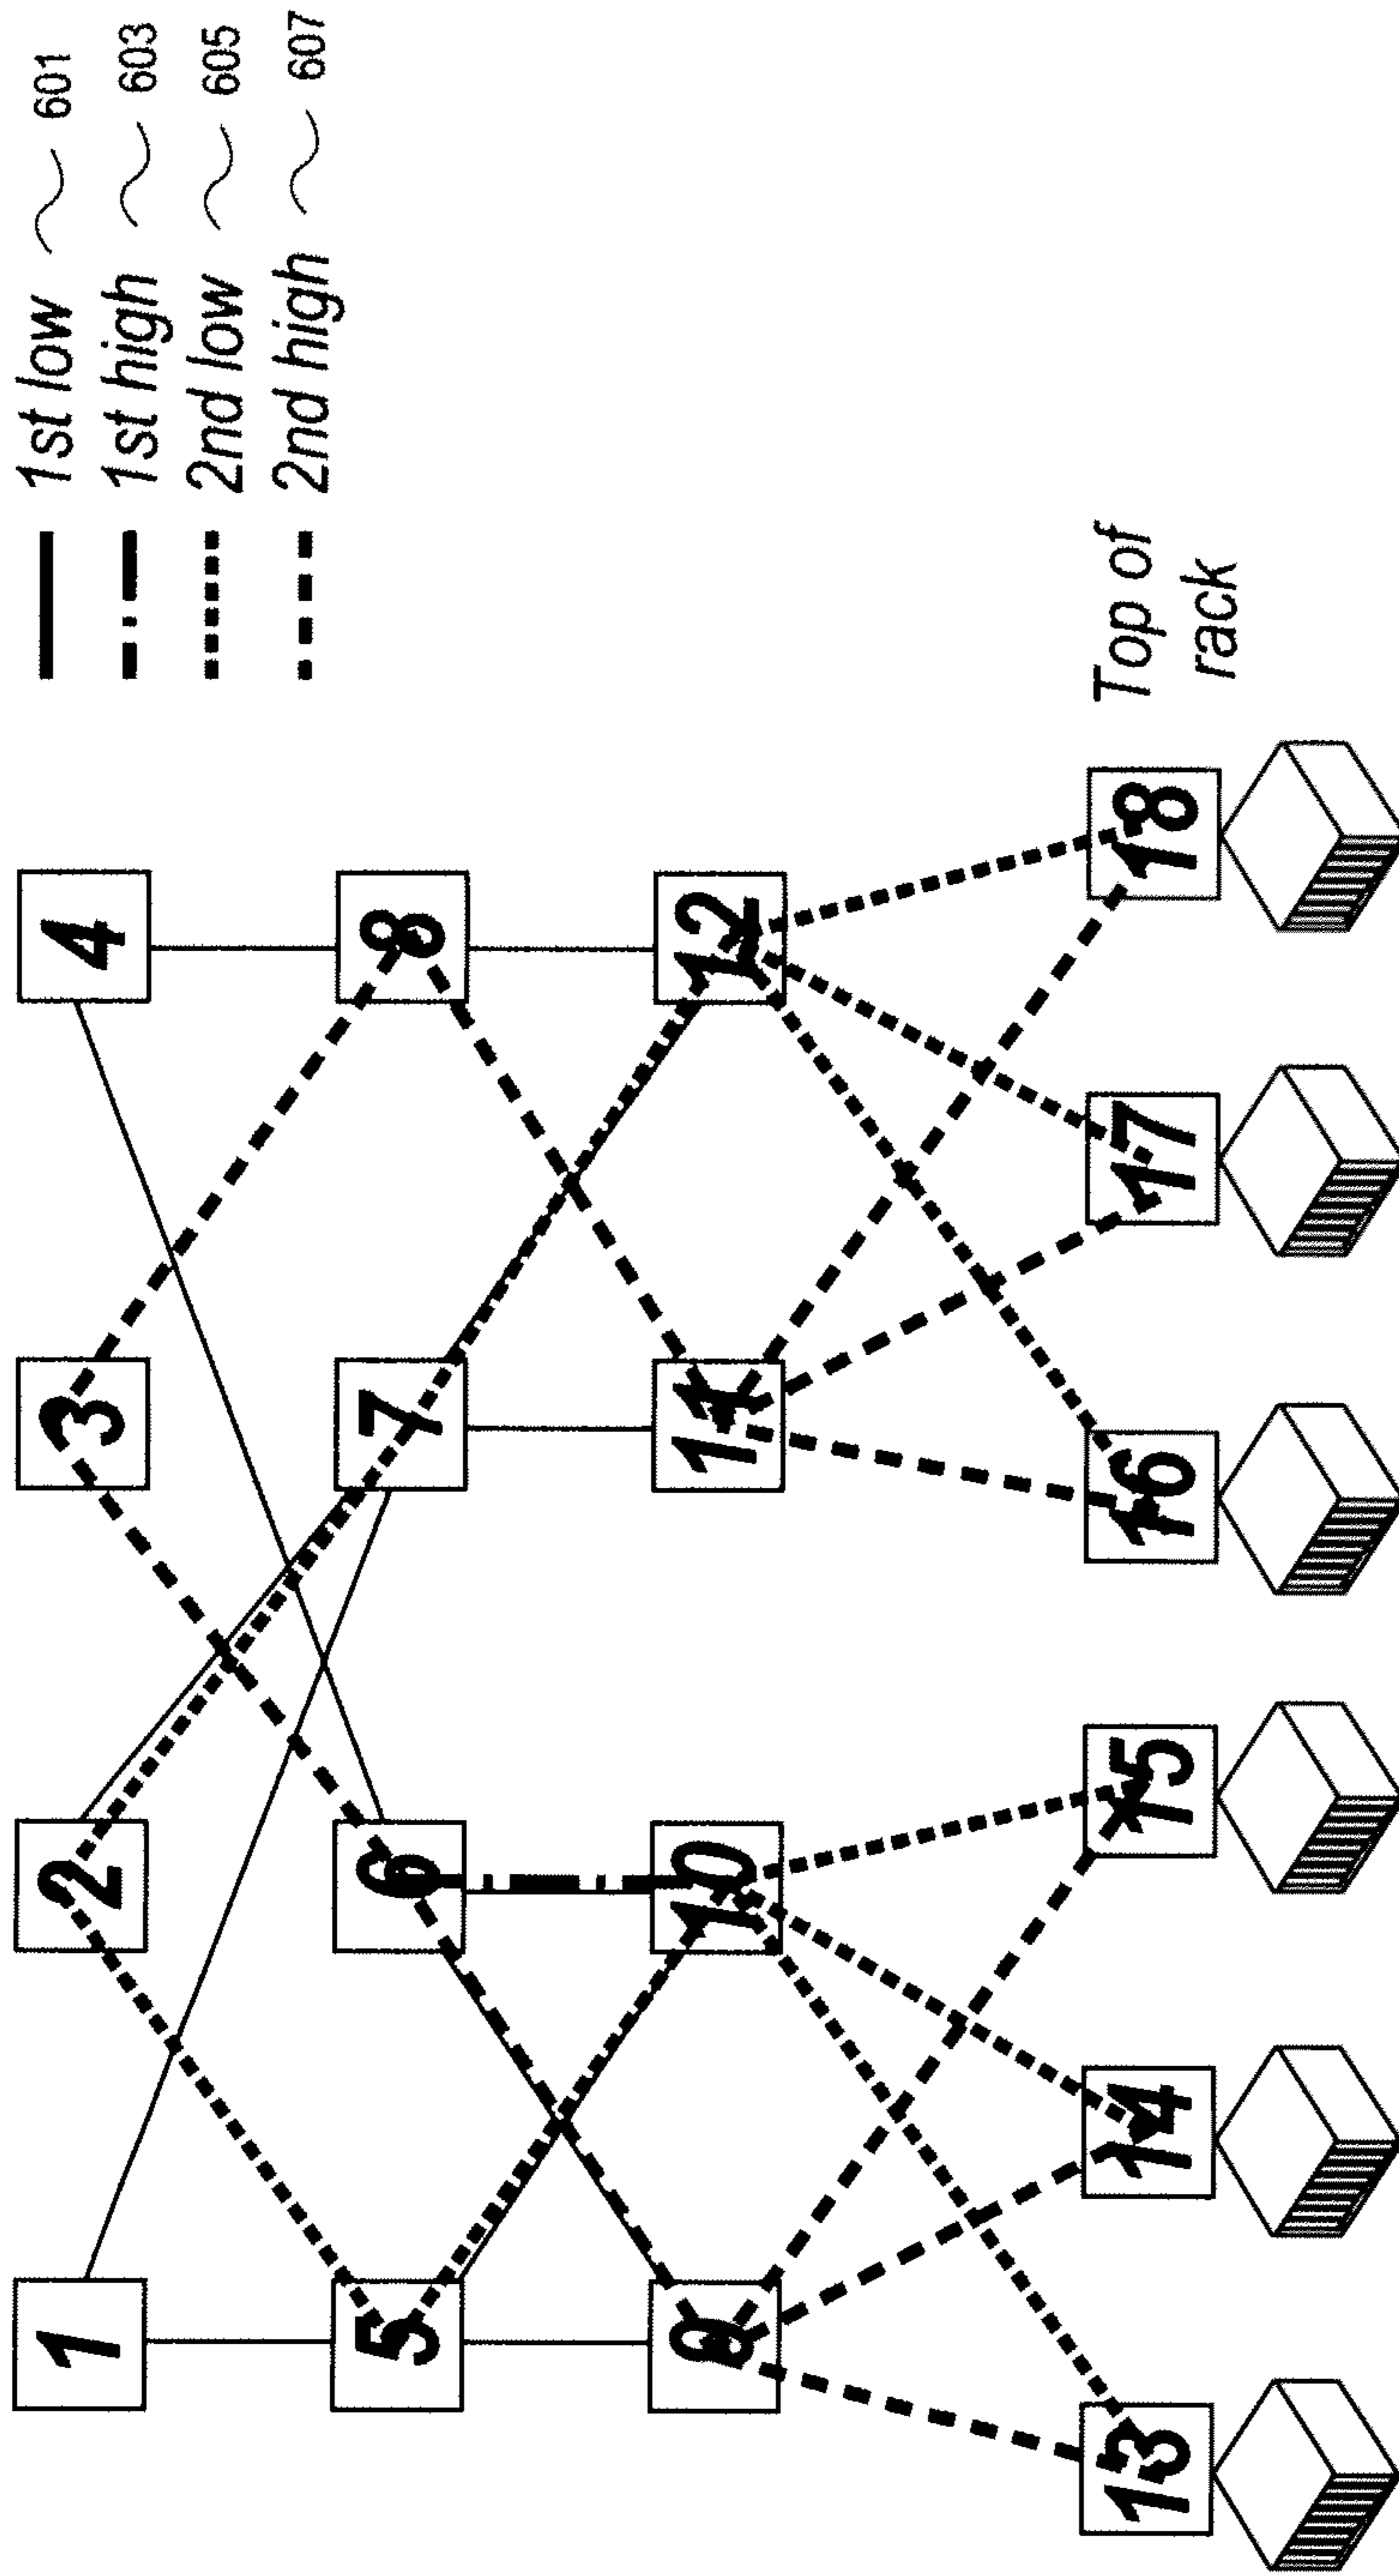 1st low 601
1st high 603
2nd low 605
2nd high 607
1 2 3 4
5 6 7 8
9 10 11 12
13 14 15 16 17 18
Top of
rack